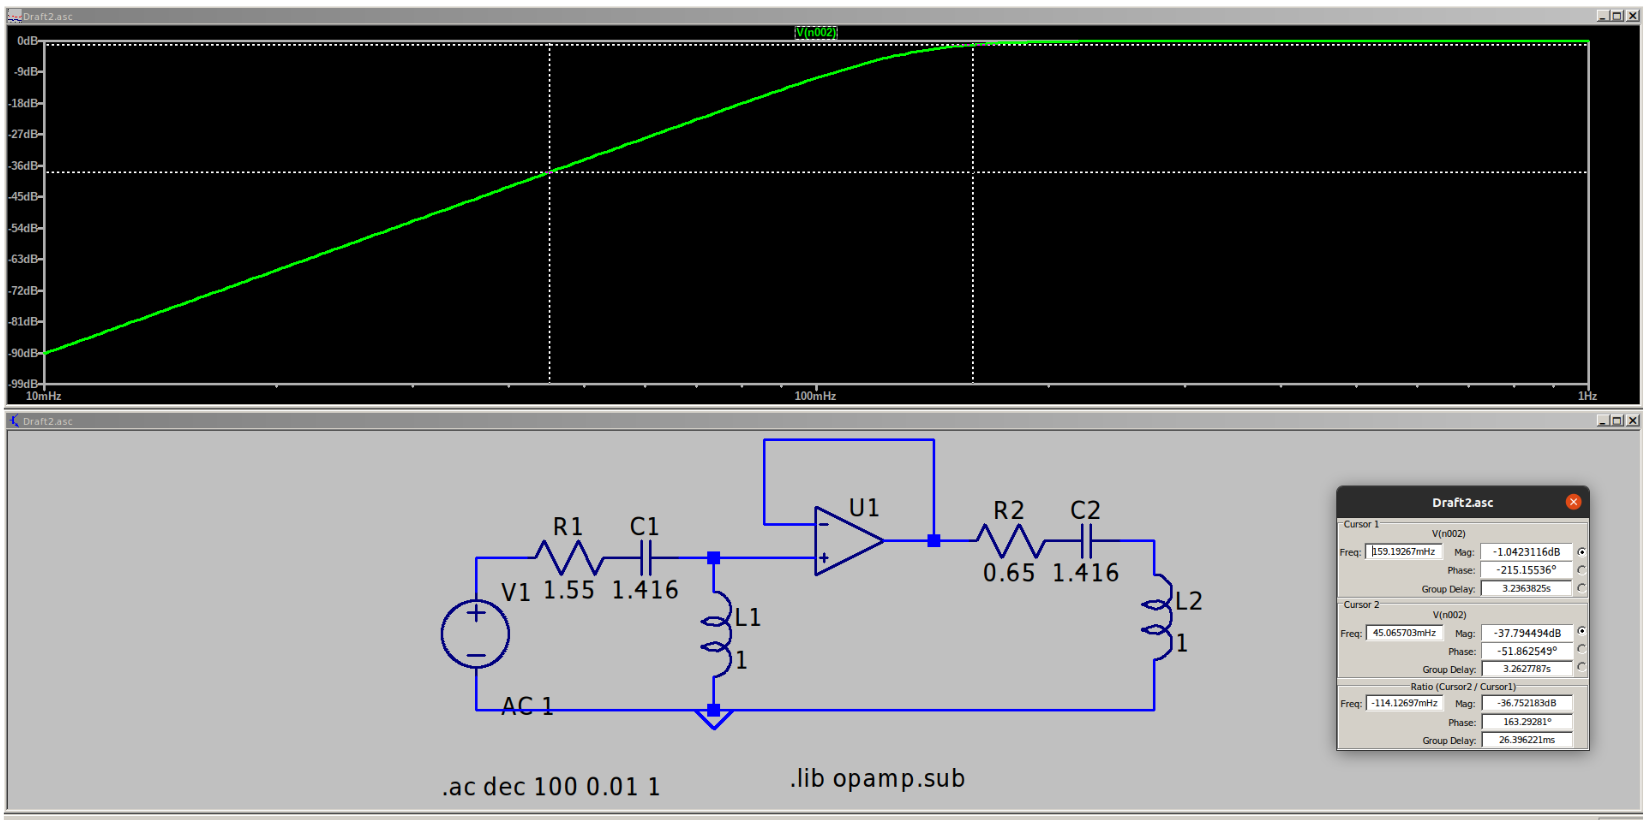 Draft2.asc
V(n002)
0dB
-9dB
-18dB
-27dB
-36dB
-45dB
-54dB
-63dB
-72dB
-81dB
-90dB
-99dB
10mHz 100mHz 1Hz
Draft2.asc
U1
R1 C1
R2 C2
V1 1.55 1.416
0.65 1.416
L1
1
L2
1
AC 1
.ac dec 100 0.01 1
.lib opamp.sub
Draft2.asc
Cursor 1
V(n002)
Freq: 159.19267mHz Mag: -1.0423116dB
Phase: -215.15536°
Group Delay: 3.2363825s
Cursor 2
V(n002)
Freq: 45.065703mHz Mag: -37.794494dB
Phase: -51.862549°
Group Delay: 3.2627787s
Ratio (Cursor2 / Cursor1)
Freq: -114.12697mHz Mag: -36.752183dB
Phase: 163.29281°
Group Delay: 26.396221ms